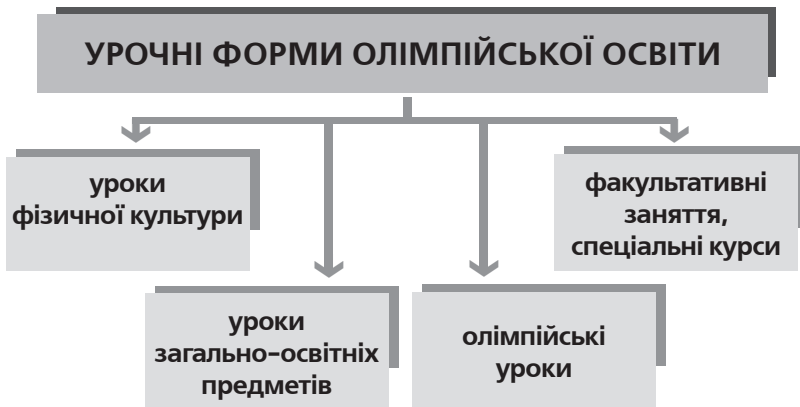 УРОЧНІ ФОРМИ ОЛІМПІЙСЬКОЇ ОСВІТИ
уроки
фізичної культури
факультативні
заняття,
спеціальні курси
уроки
загально-освітніх
предметів
олімпійські
уроки